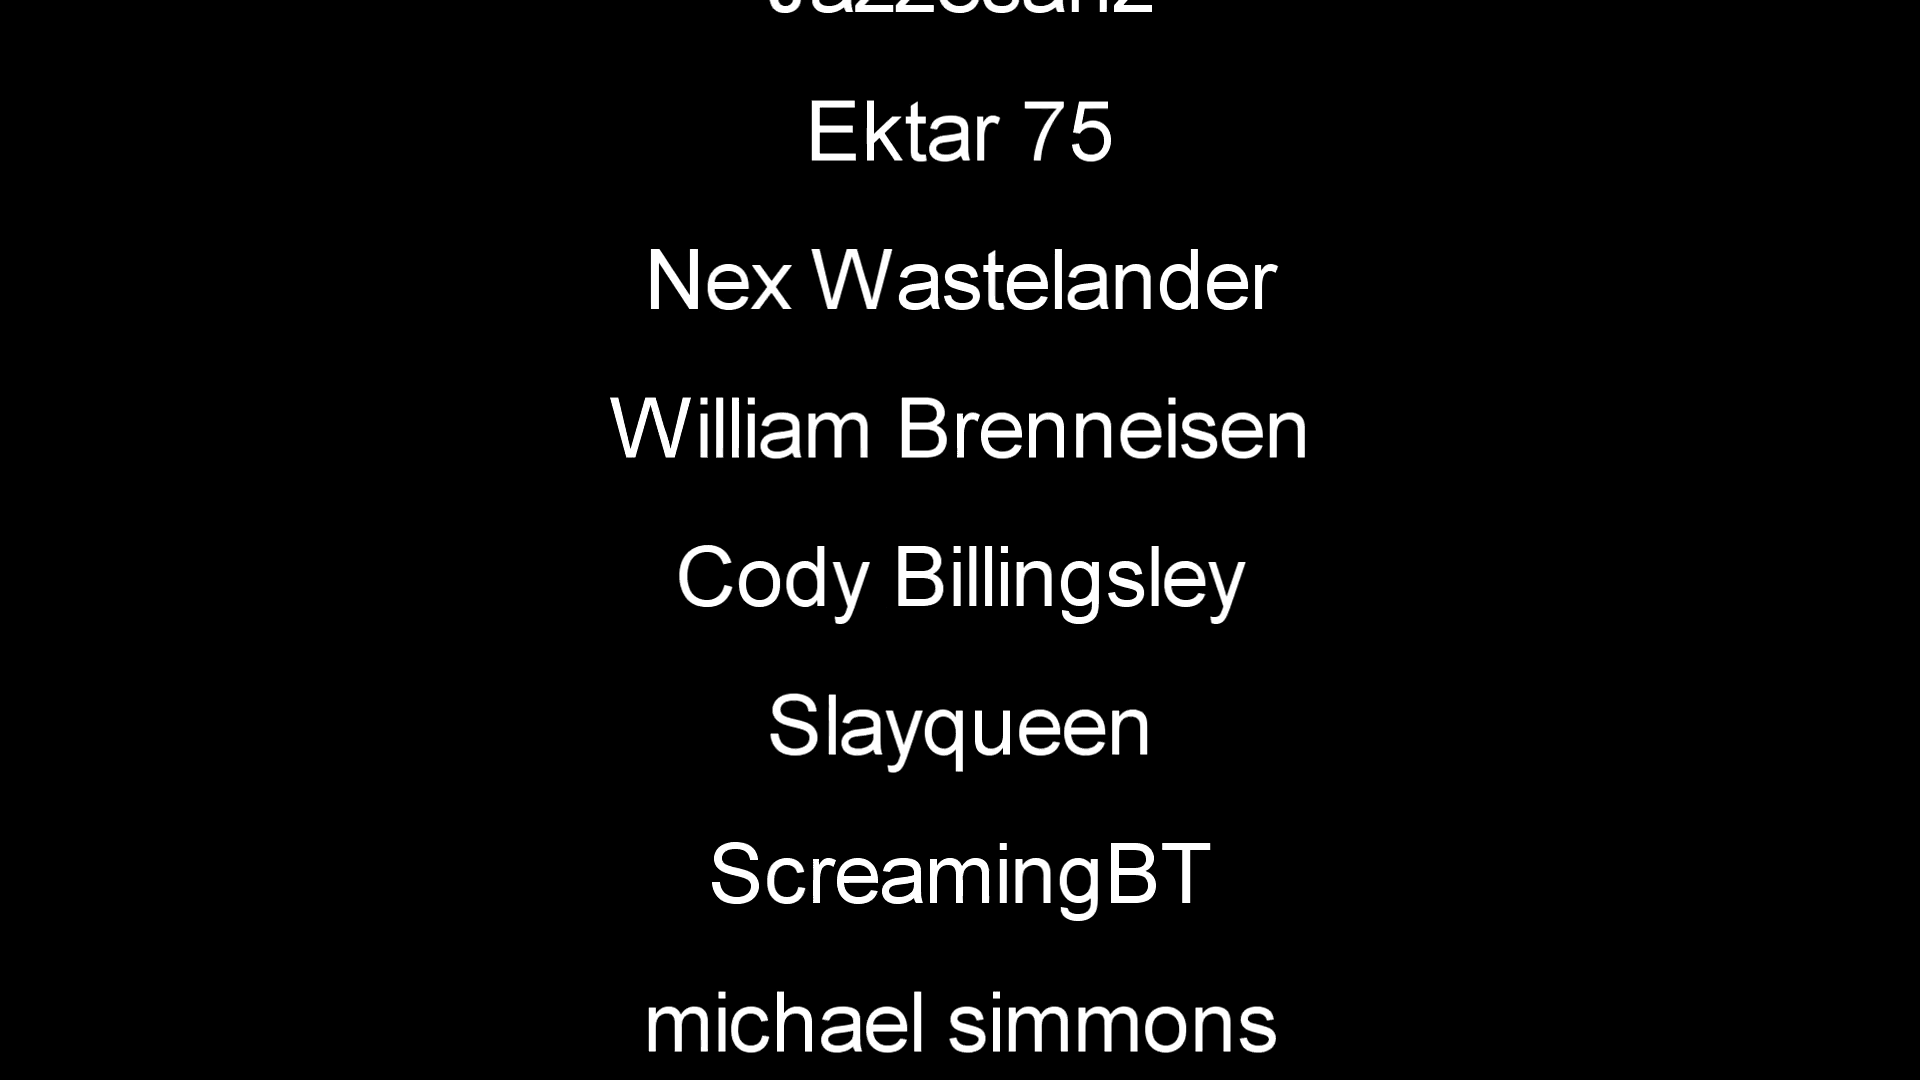 Ektar 75
Nex Wastelander
William Brenneisen
Cody Billingsley
Slayqueen
ScreamingBT
michael simmons